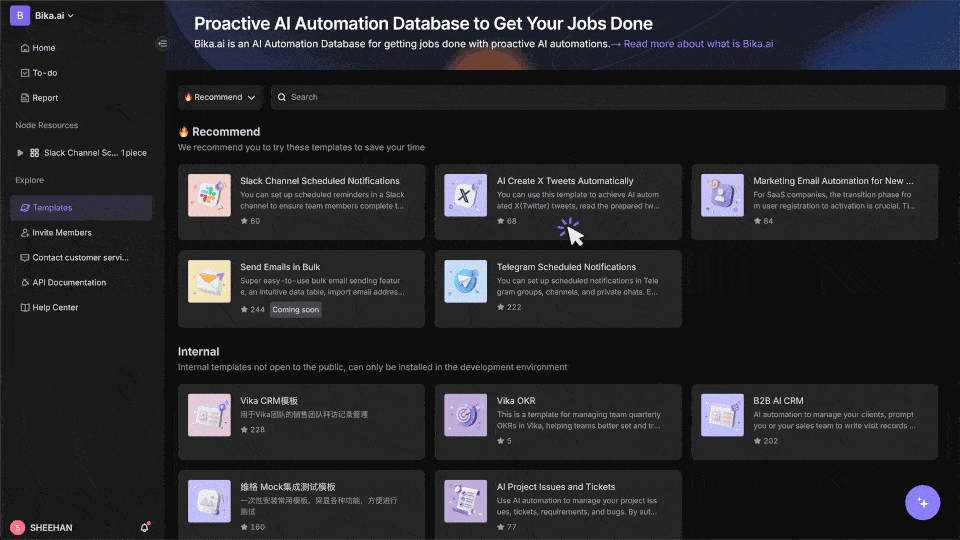 B Bika.ai
Home
To-do
Report
Node Resources
Slack Channel Sc... 1piece
Explore
Templates
Invite Members
Contact customer servi...
API Documentation
Help Center
S SHEEHAN
Proactive AI Automation Database to Get Your Jobs Done
Bika.ai is an AI Automation Database for getting jobs done with proactive AI automations.→ Read more about what is Bika.ai
🔥 Recommend
Search
🔥 Recommend
We recommend you to try these templates to save your time
Slack Channel Scheduled Notifications
You can set up scheduled reminders in a Slack
channel to ensure team members complete t...
60
AI Create X Tweets Automatically
You can use this template to achieve AI autom
ated X(Twitter) tweets, read the prepared tw...
68
Marketing Email Automation for New ...
For SaaS companies, the transition phase fro
m user registration to activation is crucial. Ti...
84
Send Emails in Bulk
Super easy-to-use bulk email sending featur
e, an intuitive data table, import email addres...
244 Coming soon
Telegram Scheduled Notifications
You can set up scheduled notifications in Tele
gram groups, channels, and private chats. E...
222
Internal
Internal templates not open to the public, can only be installed in the development environment
Vika CRM模板
用于Vika团队的销售团队拜访记录管理
228
Vika OKR
This is a template for managing team quarterly
OKRs in Vika, helping teams better set and tr...
5
B2B AI CRM
AI automation to manage your clients, prompt
you or your sales team to write visit records ...
202
维格 Mock集成测试模板
一次性安装常用模板，突显各种功能，方便进行
测试
160
AI Project Issues and Tickets
Use AI automation to manage your project iss
ues, tickets, requirements, and bugs. By aut...
77